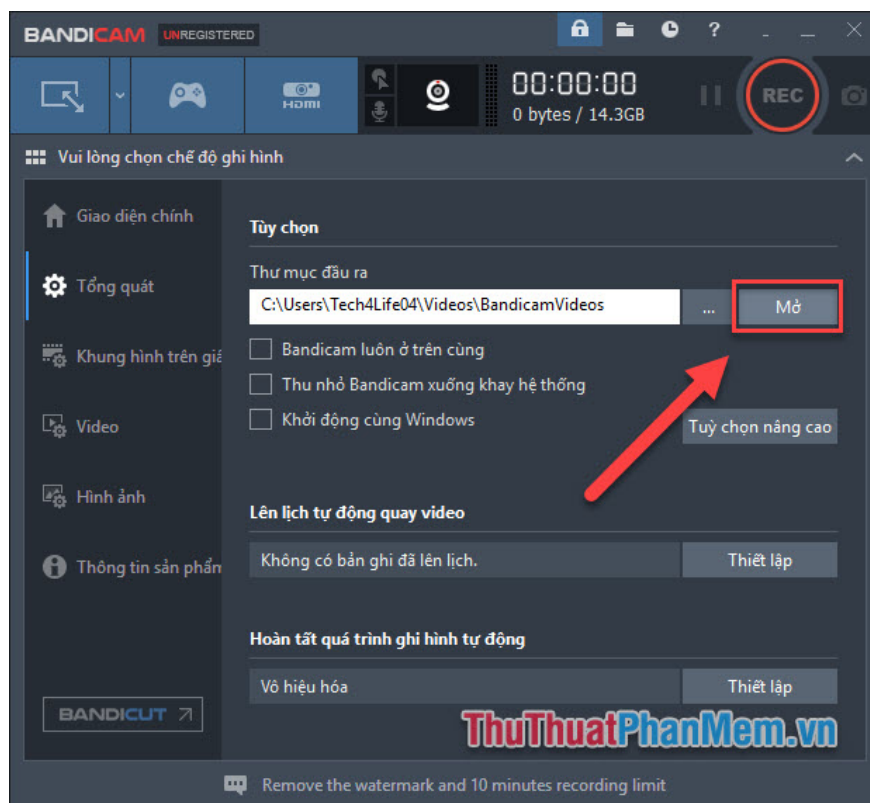 BANDICAM UNREGISTERED
?
HDMI
00:00:00
0 bytes / 14.3GB
REC
Vui lòng chọn chế độ ghi hình
Giao diện chính
Tổng quát
Khung hình trên giâ
Video
Hình ảnh
Thông tin sản phẩm
BANDICUT
Tùy chọn
Thư mục đầu ra
C:\Users\Tech4Life04\Videos\BandicamVideos
...
Mở
Bandicam luôn ở trên cùng
Thu nhỏ Bandicam xuống khay hệ thống
Khởi động cùng Windows
Tuỳ chọn nâng cao
Lên lịch tự động quay video
Không có bản ghi đã lên lịch.
Thiết lập
Hoàn tất quá trình ghi hình tự động
Vô hiệu hóa
Thiết lập
ThuThuatPhanMem.vn
Remove the watermark and 10 minutes recording limit